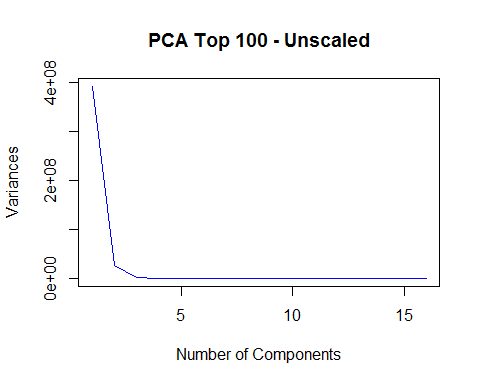 PCA Top 100 - Unscaled
4e+08
2e+08
0e+00
Variances
5
10
15
Number of Components